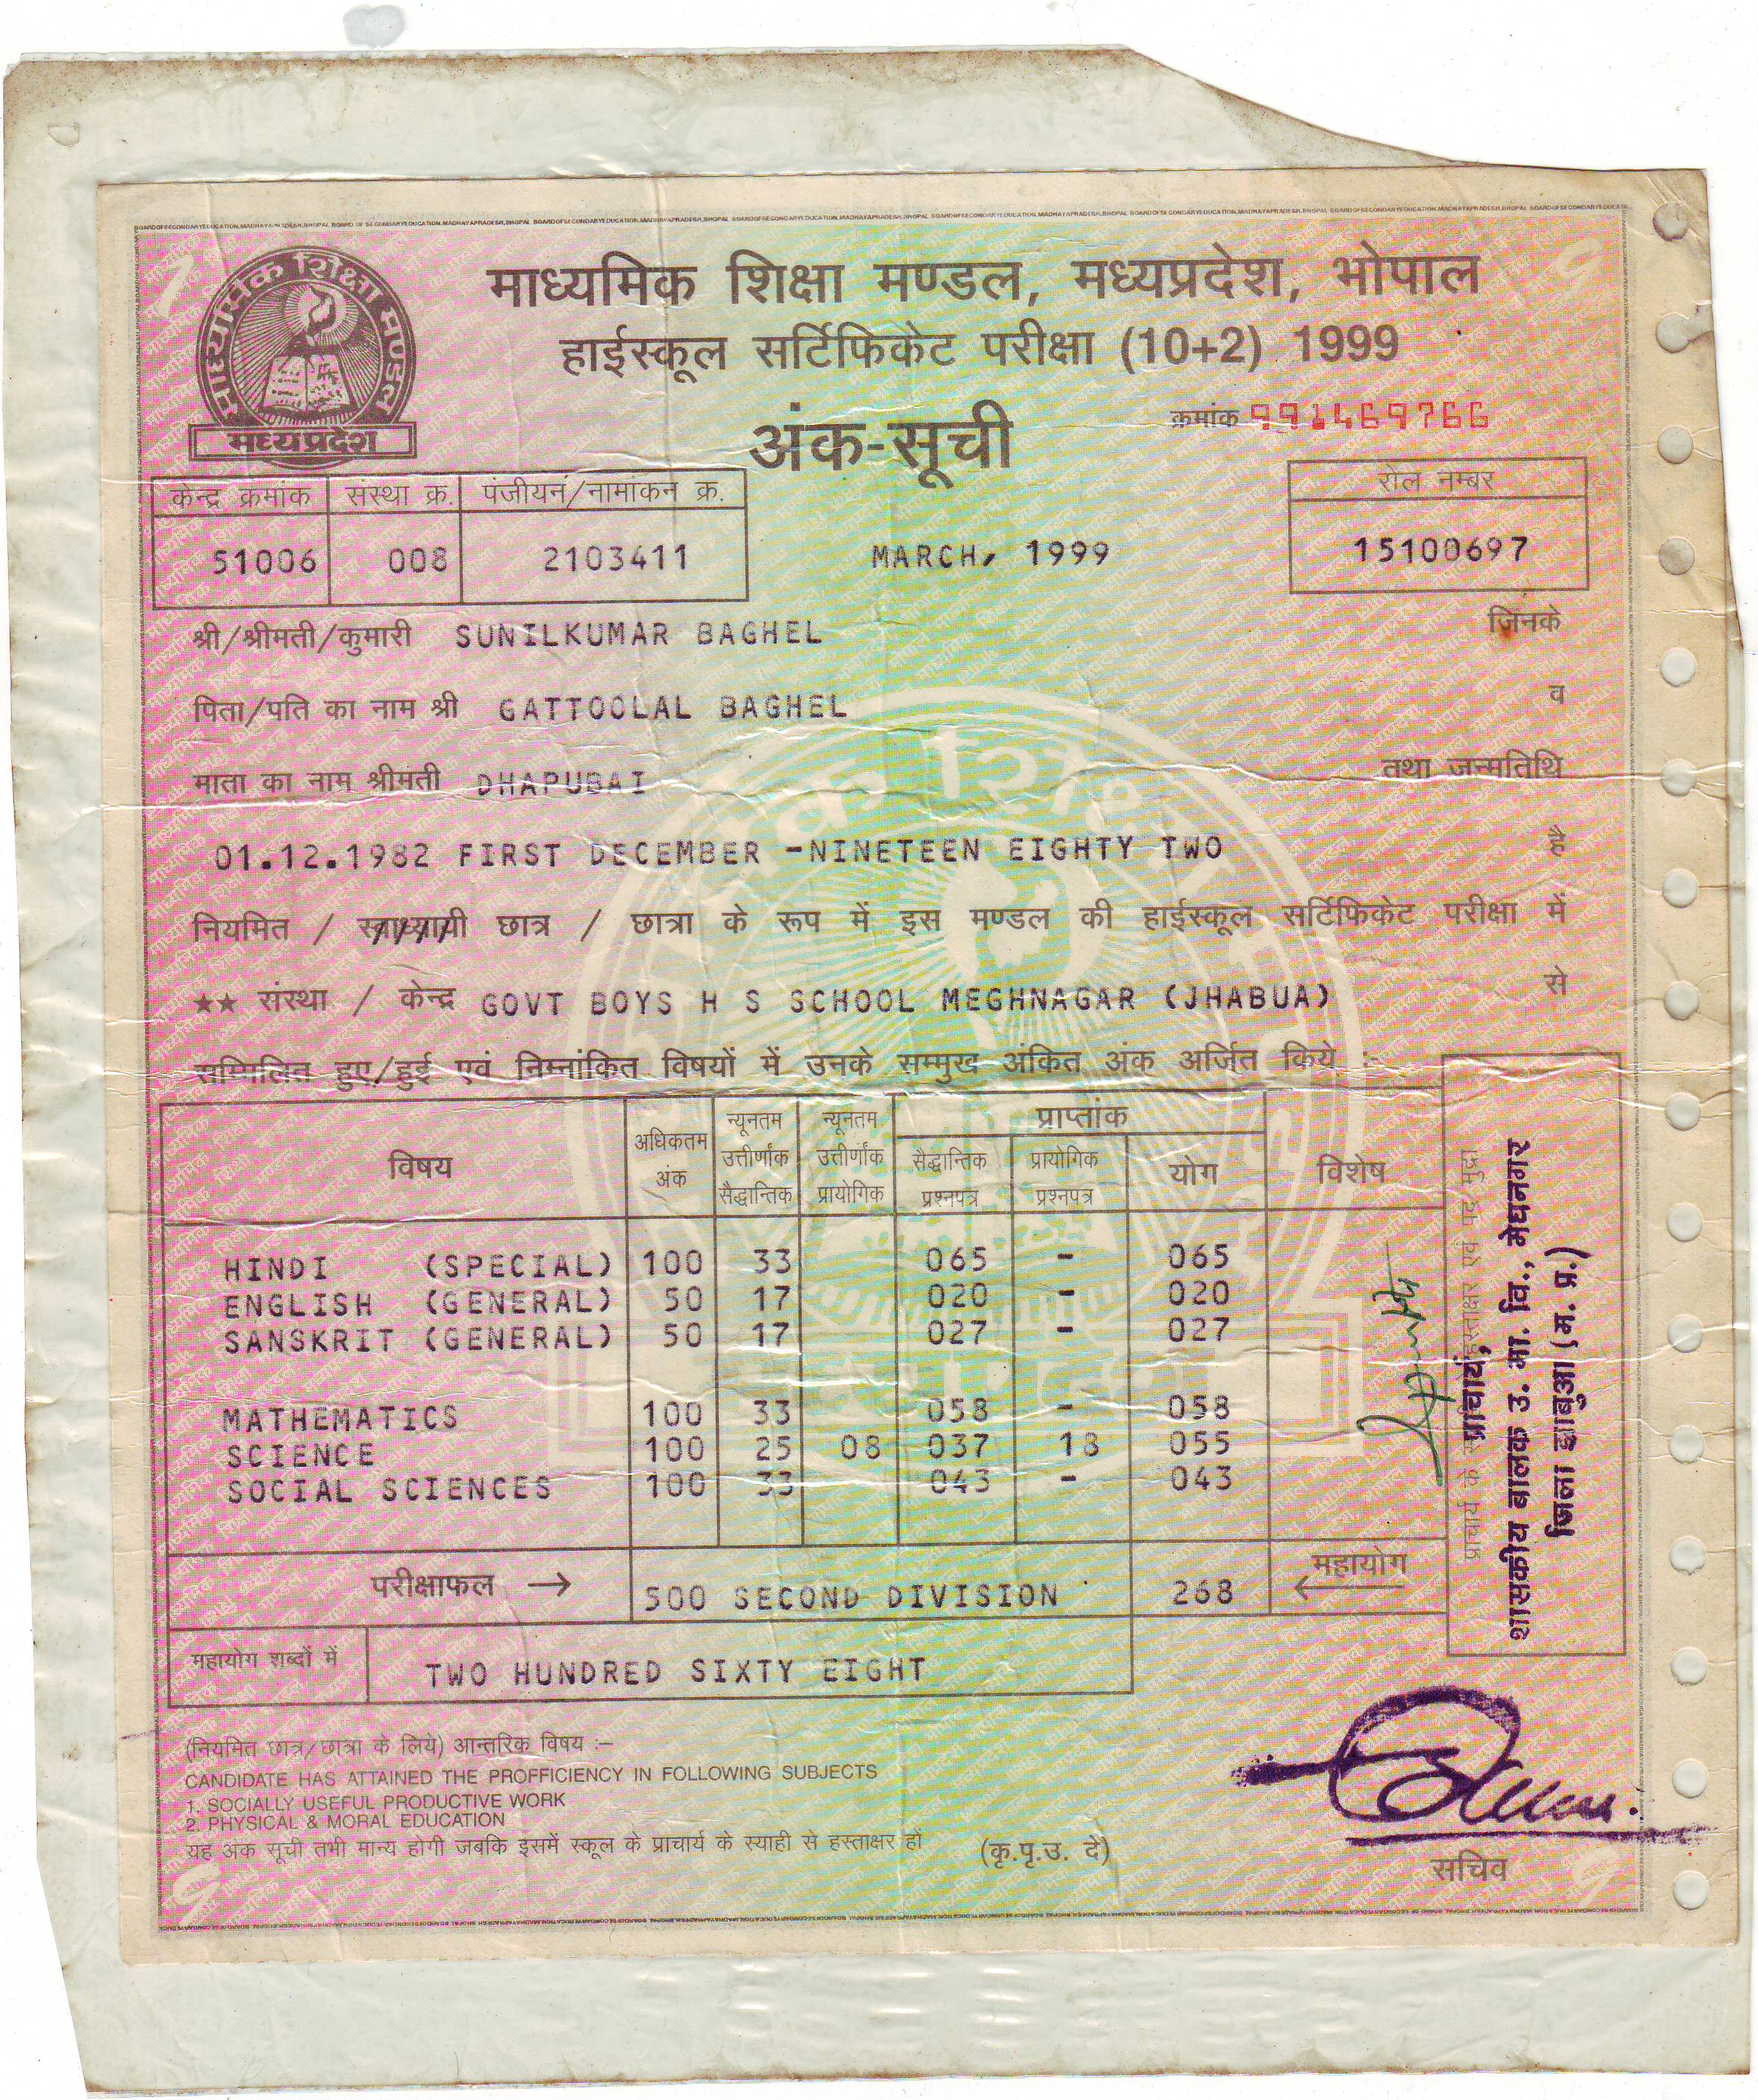 माध्यमिक शिक्षा मण्डल
मध्यप्रदेश
माध्यमिक शिक्षा मण्डल, मध्यप्रदेश, भोपाल
हाईस्कूल सर्टिफिकेट परीक्षा (10+2) 1999
अंक-सूची
क्रमांक 991469766
केन्द्र क्रमांक संस्था क्र. पंजीयन/नामांकन क्र.
रोल नम्बर
51006 008 2103411 MARCH, 1999 15100697
श्री/श्रीमती/कुमारी SUNILKUMAR BAGHEL जिनके
पिता/पति का नाम श्री GATTOOLAL BAGHEL व
माता का नाम श्रीमती DHAPUBAI तथा जन्मतिथि
01.12.1982 FIRST DECEMBER -NINETEEN EIGHTY TWO है
नियमित / स्वाध्यायी छात्र / छात्रा के रूप में इस मण्डल की हाईस्कूल सर्टिफिकेट परीक्षा में
★★ संस्था / केन्द्र GOVT BOYS H S SCHOOL MEGHNAGAR (JHABUA) से
सम्मिलित हुए/हुई एवं निम्नांकित विषयों में उनके सम्मुख अंकित अंक अर्जित किये :-
विषय अधिकतम अंक न्यूनतम उत्तीर्णांक सैद्धान्तिक न्यूनतम उत्तीर्णांक प्रायोगिक प्राप्तांक सैद्धान्तिक प्रश्नपत्र प्रायोगिक प्रश्नपत्र योग विशेष
HINDI (SPECIAL) 100 33 065 - 065
ENGLISH (GENERAL) 50 17 020 - 020
SANSKRIT (GENERAL) 50 17 027 - 027
MATHEMATICS 100 33 058 - 058
SCIENCE 100 25 08 037 18 055
SOCIAL SCIENCES 100 33 043 - 043
परीक्षाफल → 500 SECOND DIVISION 268 महायोग ←
महायोग शब्दों में TWO HUNDRED SIXTY EIGHT
प्राचार्य के हस्ताक्षर एवं पद मुद्रा
प्राचार्य,
शासकीय बालक उ. मा. वि., मेघनगर
जिला झाबुआ (म. प्र.)
(नियमित छात्र/छात्रा के लिये) आन्तरिक विषय :-
CANDIDATE HAS ATTAINED THE PROFFICIENCY IN FOLLOWING SUBJECTS
1. SOCIALLY USEFUL PRODUCTIVE WORK
2. PHYSICAL & MORAL EDUCATION
यह अंक सूची तभी मान्य होगी जबकि इसमें स्कूल के प्राचार्य के स्याही से हस्ताक्षर हों (कृ.पृ.उ. दे)
सचिव